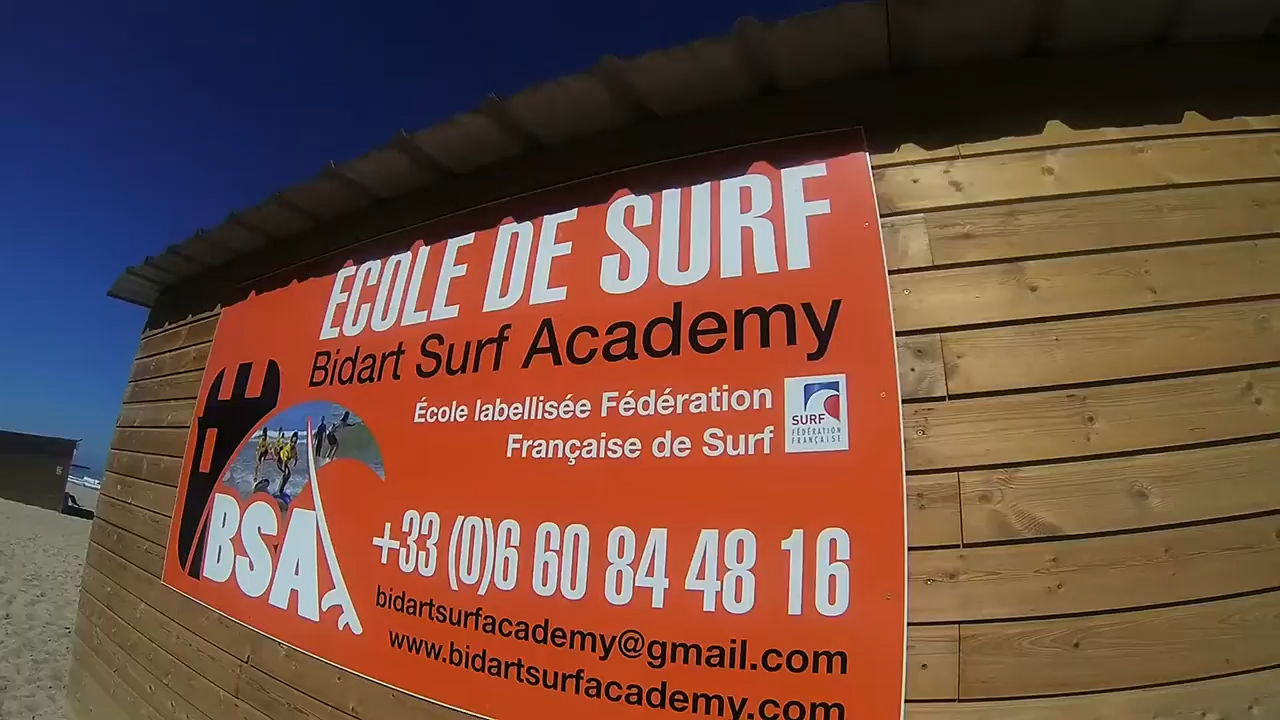 ÉCOLE DE SURF
Bidart Surf Academy
École labellisée Fédération
Française de Surf
SURF
FÉDÉRATION
FRANÇAISE
BSA
+33 (0)6 60 84 48 16
bidartsurfacademy@gmail.com
www.bidartsurfacademy.com